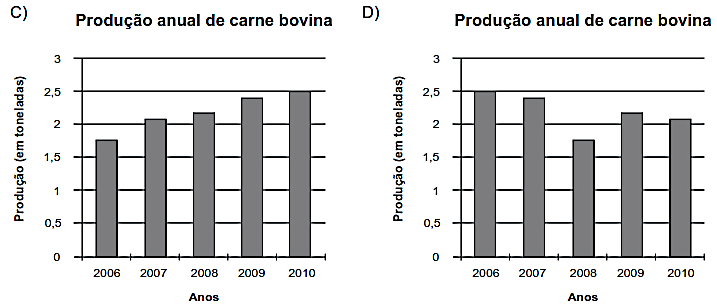 C) Produção anual de carne bovina
Produção (em toneladas)
3
2,5
2
1,5
1
0,5
0
2006 2007 2008 2009 2010
Anos
D) Produção anual de carne bovina
Produção (em toneladas)
3
2,5
2
1,5
1
0,5
0
2006 2007 2008 2009 2010
Anos